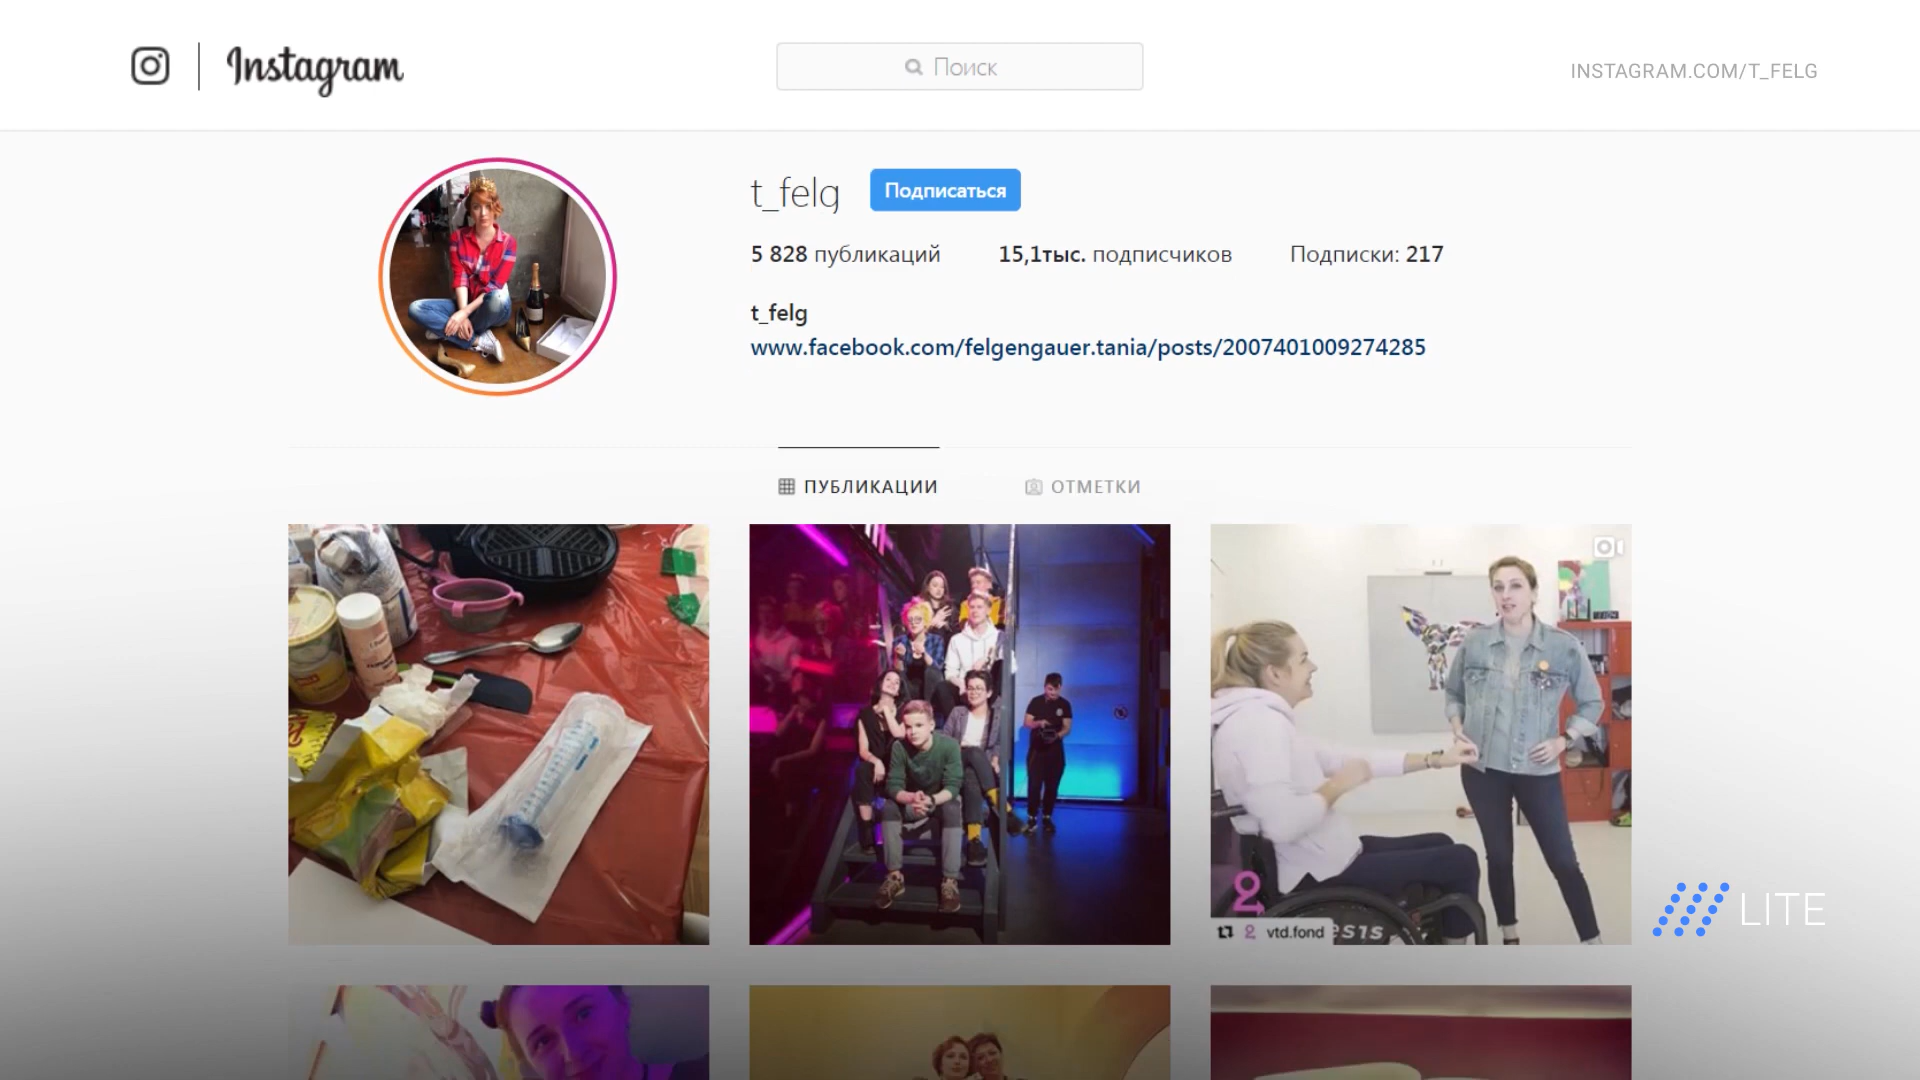 Instagram
Поиск
INSTAGRAM.COM/T_FELG
t_felg
Подписаться
5 828 публикаций
15,1тыс. подписчиков
Подписки: 217
t_felg
www.facebook.com/felgengauer.tania/posts/2007401009274285
ПУБЛИКАЦИИ
ОТМЕТКИ
vtd.fond
LITE